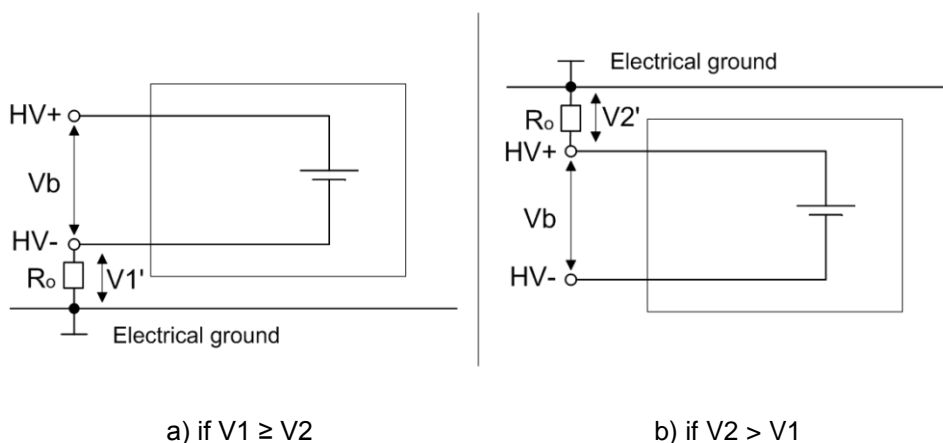 HV+
Vb
HV-
Ro
V1'
Electrical ground
a) if V1 ≥ V2
Electrical ground
Ro
V2'
HV+
Vb
HV-
b) if V2 > V1